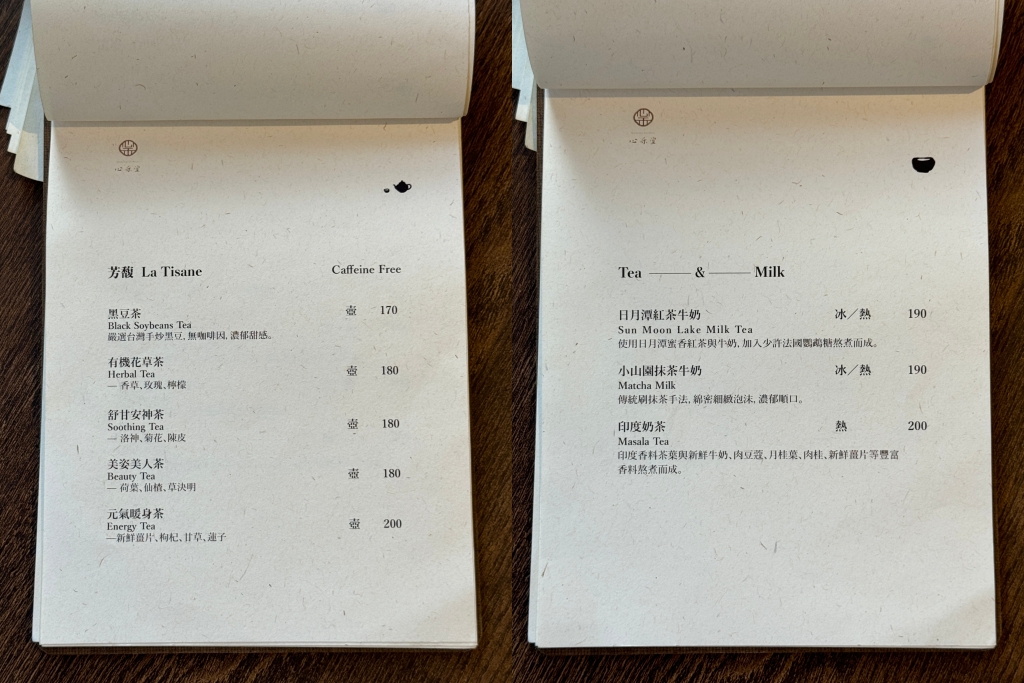 芳馥 La Tisane Caffeine Free
黑豆茶 壺 170
Black Soybeans Tea
嚴選台灣手炒黑豆, 無咖啡因, 濃郁甜感。
有機花草茶 壺 180
Herbal Tea
— 香草、玫瑰、檸檬
舒甘安神茶 壺 180
Soothing Tea
— 洛神、菊花、陳皮
美姿美人茶 壺 180
Beauty Tea
— 荷葉、仙楂、草決明
元氣暖身茶 壺 200
Energy Tea
—新鮮薑片、枸杞、甘草、蓮子
Tea —— & —— Milk
日月潭紅茶牛奶 冰／熱 190
Sun Moon Lake Milk Tea
使用日月潭蜜香紅茶與牛奶, 加入少許法國鸚鵡糖熬煮而成。
小山園抹茶牛奶 冰／熱 190
Matcha Milk
傳統刷抹茶手法, 綿密細緻泡沫, 濃郁順口。
印度奶茶 熱 200
Masala Tea
印度香料茶葉與新鮮牛奶、肉豆蔻、月桂葉、肉桂、新鮮薑片等豐富
香料熬煮而成。